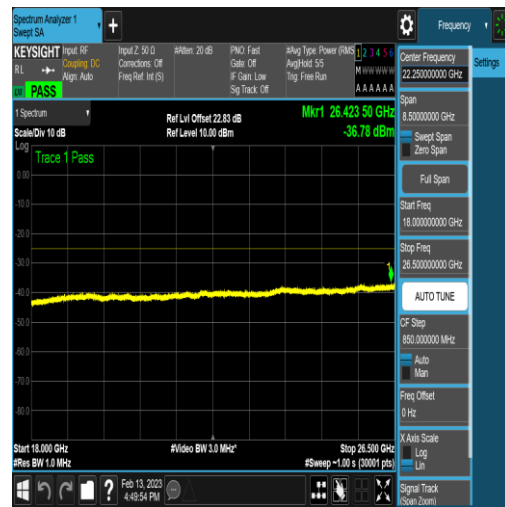 Spectrum Analyzer 1
Swept SA
+
Frequency
KEYSIGHT
RL
Input: RF
Coupling: DC
Align: Auto
Input Z: 50 Ω
Corrections: Off
Freq Ref: Int (S)
#Atten: 20 dB
PNO: Fast
Gate: Off
IF Gain: Low
Sig Track: Off
#Avg Type: Power (RMS
Avg|Hold: 5/5
Trig: Free Run
1 2 3 4 5 6
M W W W W W
A A A A A A
PASS
1 Spectrum
Scale/Div 10 dB
Ref Lvl Offset 22.83 dB
Ref Level 10.00 dBm
Mkr1 26.423 50 GHz
-36.78 dBm
Log
Trace 1 Pass
0.00
-10.0
-20.0
-30.0
-40.0
-50.0
-60.0
-70.0
-80.0
1
Start 18.000 GHz
#Res BW 1.0 MHz
#Video BW 3.0 MHz*
Stop 26.500 GHz
#Sweep ~1.00 s (30001 pts)
?
Feb 13, 2023
4:49:54 PM
Center Frequency
22.250000000 GHz
Settings
Span
8.50000000 GHz
Swept Span
Zero Span
Full Span
Start Freq
18.000000000 GHz
Stop Freq
26.500000000 GHz
AUTO TUNE
CF Step
850.000000 MHz
Auto
Man
Freq Offset
0 Hz
X Axis Scale
Log
Lin
Signal Track
(Span Zoom)